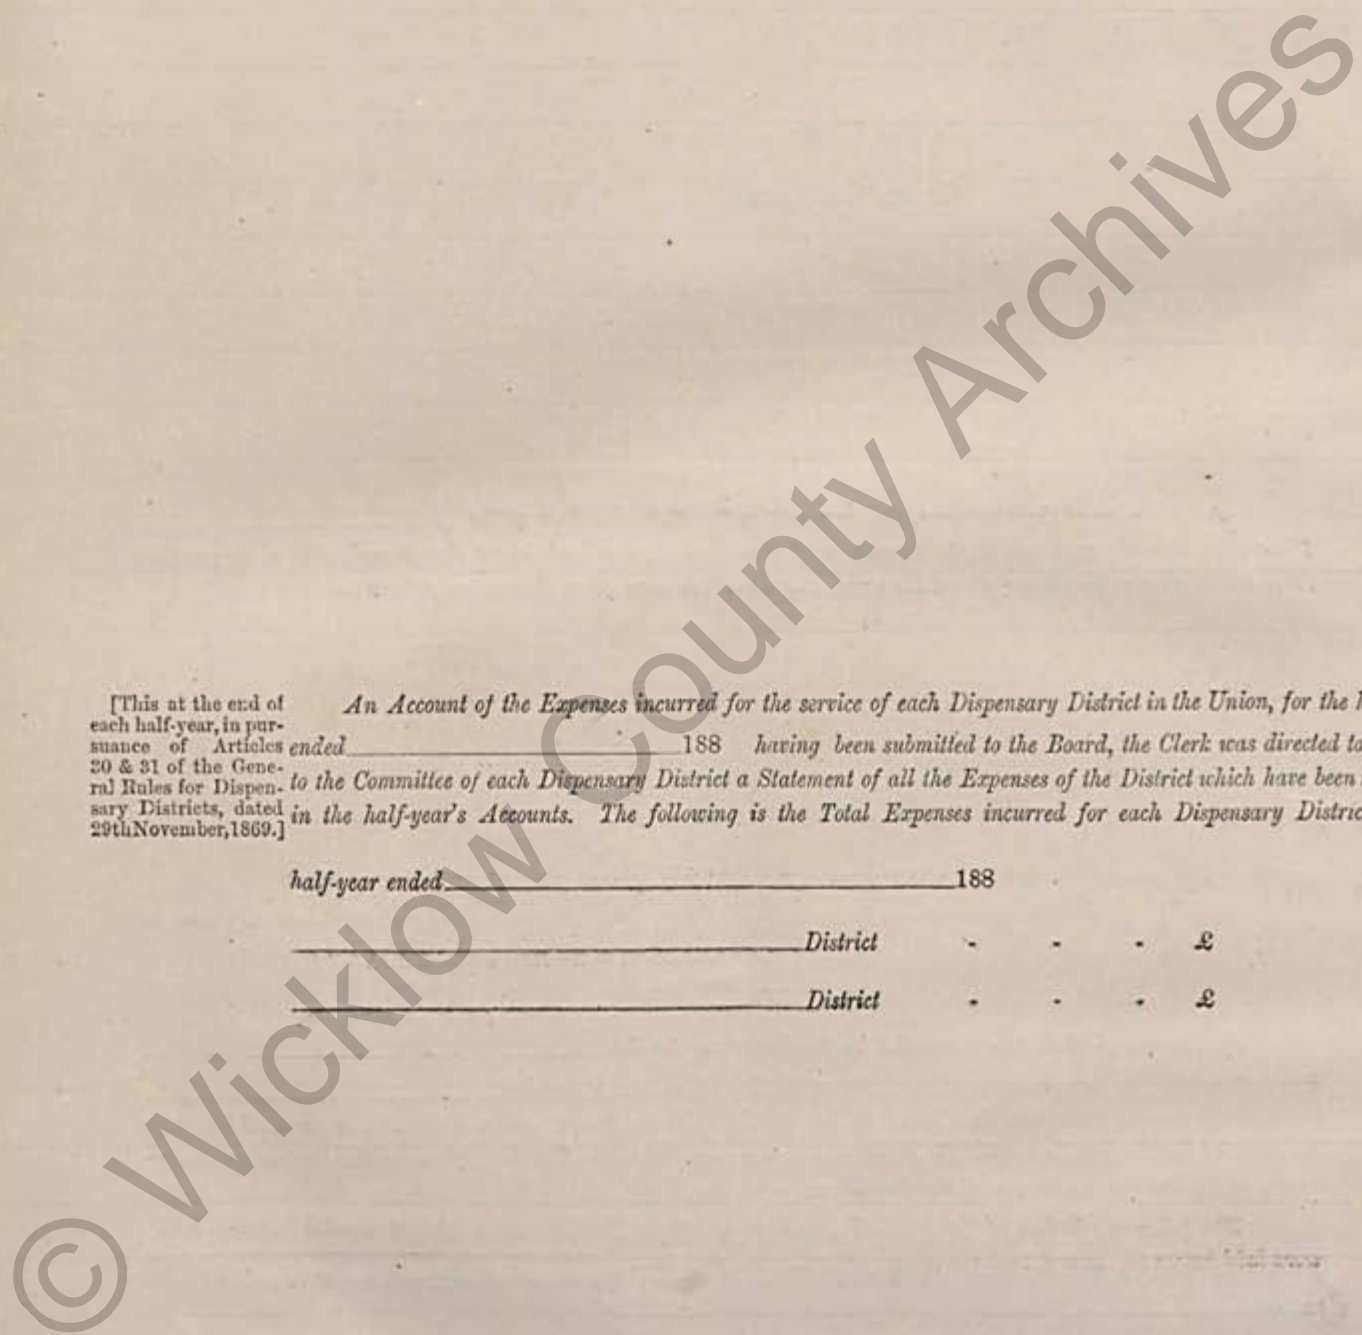 [This at the end of
each half-year, in pur-
suance of Articles
30 & 31 of the Gene-
ral Rules for Dispen-
sary Districts, dated
29th November, 1869.]
An Account of the Expenses incurred for the service of each Dispensary District in the Union, for the
ended 188 having been submitted to the Board, the Clerk was directed to
to the Committee of each Dispensary District a Statement of all the Expenses of the District which have been
in the half-year's Accounts. The following is the Total Expenses incurred for each Dispensary Distric
half-year ended 188
District - - - £
District - - - £
© Wicklow County Archives